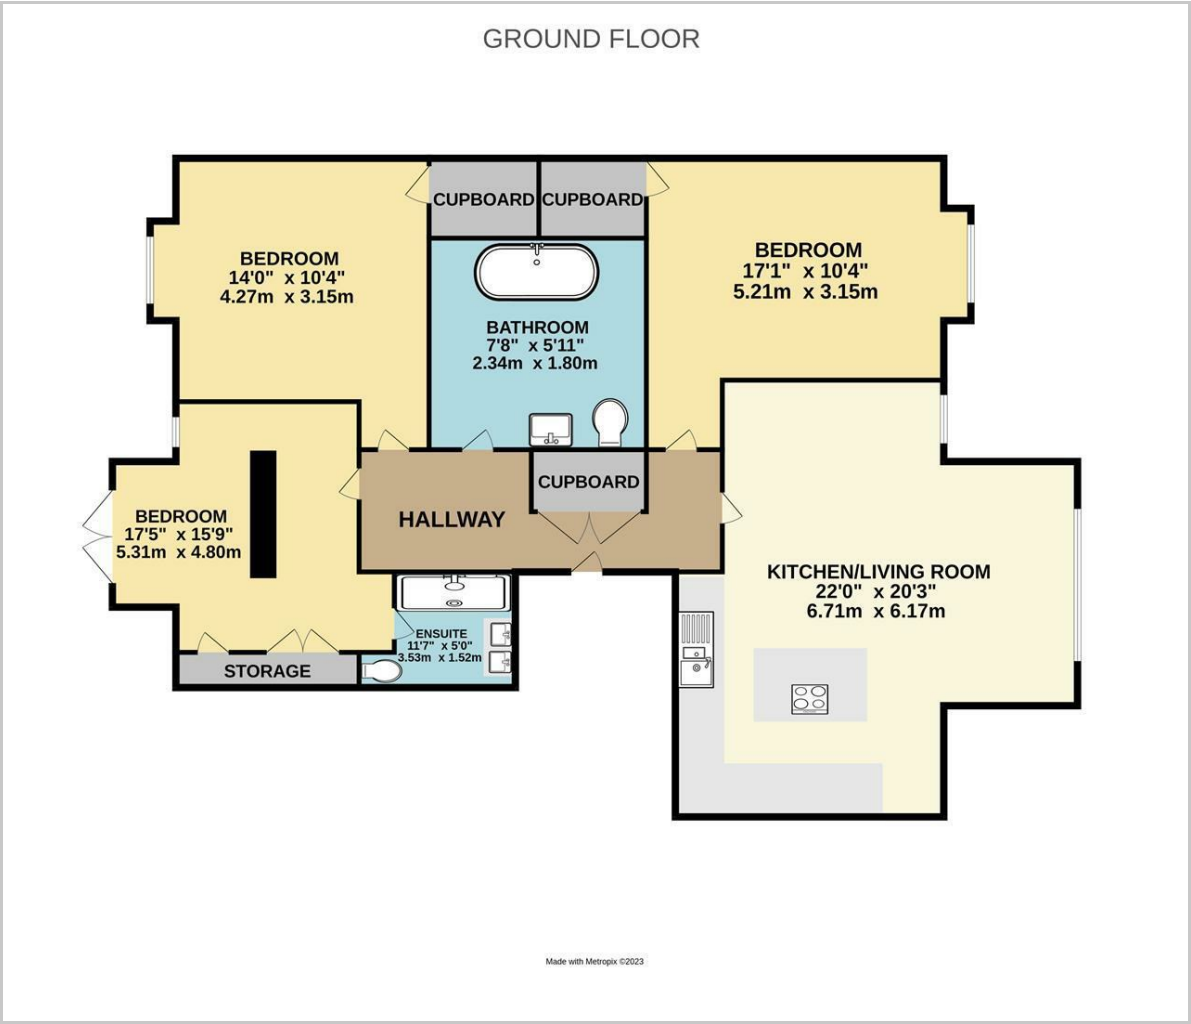 GROUND FLOOR
CUPBOARD
CUPBOARD
BEDROOM
14'0" x 10'4"
4.27m x 3.15m
BEDROOM
17'1" x 10'4"
5.21m x 3.15m
BATHROOM
7'8" x 5'11"
2.34m x 1.80m
CUPBOARD
HALLWAY
BEDROOM
17'5" x 15'9"
5.31m x 4.80m
KITCHEN/LIVING ROOM
22'0" x 20'3"
6.71m x 6.17m
ENSUITE
11'7" x 5'0"
3.53m x 1.52m
STORAGE
Made with Metropix ©2023